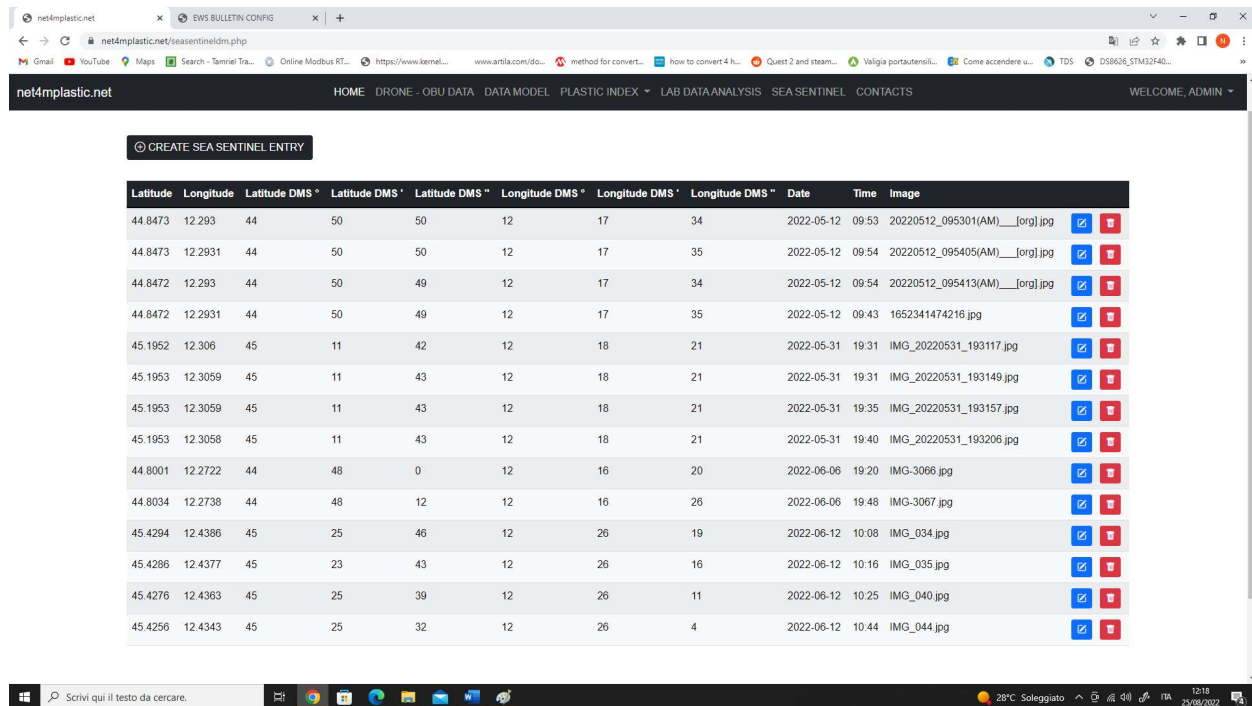 net4mplastic.net EWS BULLETIN CONFIG
net4mplastic.net/seasentineldm.php
Gmail YouTube Maps Search - Tamriel Tra... Online Modbus RT... https://www.kernel.... www.artila.com/do... method for convert... how to convert 4 h... Quest 2 and steam... Valigia portautensili... Come accendere u... TDS DS8626_STM32F40... »
net4mplastic.net HOME DRONE - OBU DATA DATA MODEL PLASTIC INDEX LAB DATA ANALYSIS SEA SENTINEL CONTACTS WELCOME, ADMIN
CREATE SEA SENTINEL ENTRY
Latitude Longitude Latitude DMS ° Latitude DMS ' Latitude DMS " Longitude DMS ° Longitude DMS ' Longitude DMS " Date Time Image
44.8473 12.293 44 50 50 12 17 34 2022-05-12 09:53 20220512_095301(AM)___[org].jpg
44.8473 12.2931 44 50 50 12 17 35 2022-05-12 09:54 20220512_095405(AM)___[org].jpg
44.8472 12.293 44 50 49 12 17 34 2022-05-12 09:54 20220512_095413(AM)___[org].jpg
44.8472 12.2931 44 50 49 12 17 35 2022-05-12 09:43 1652341474216.jpg
45.1952 12.306 45 11 42 12 18 21 2022-05-31 19:31 IMG_20220531_193117.jpg
45.1953 12.3059 45 11 43 12 18 21 2022-05-31 19:31 IMG_20220531_193149.jpg
45.1953 12.3059 45 11 43 12 18 21 2022-05-31 19:35 IMG_20220531_193157.jpg
45.1953 12.3058 45 11 43 12 18 21 2022-05-31 19:40 IMG_20220531_193206.jpg
44.8001 12.2722 44 48 0 12 16 20 2022-06-06 19:20 IMG-3066.jpg
44.8034 12.2738 44 48 12 12 16 26 2022-06-06 19:48 IMG-3067.jpg
45.4294 12.4386 45 25 46 12 26 19 2022-06-12 10:08 IMG_034.jpg
45.4286 12.4377 45 23 43 12 26 16 2022-06-12 10:16 IMG_035.jpg
45.4276 12.4363 45 25 39 12 26 11 2022-06-12 10:25 IMG_040.jpg
45.4256 12.4343 45 25 32 12 26 4 2022-06-12 10:44 IMG_044.jpg
Scrivi qui il testo da cercare. 28°C Soleggiato ITA 12:18
25/08/2022